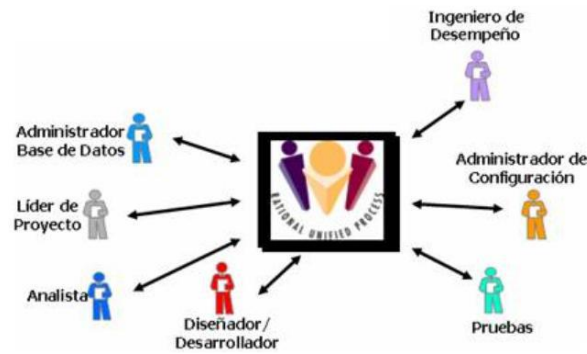 Ingeniero de
Desempeño
Administrador
Base de Datos
Administrador de
Configuración
Líder de
Proyecto
RATIONAL UNIFIED PROCESS
Analista
Diseñador/
Desarrollador
Pruebas